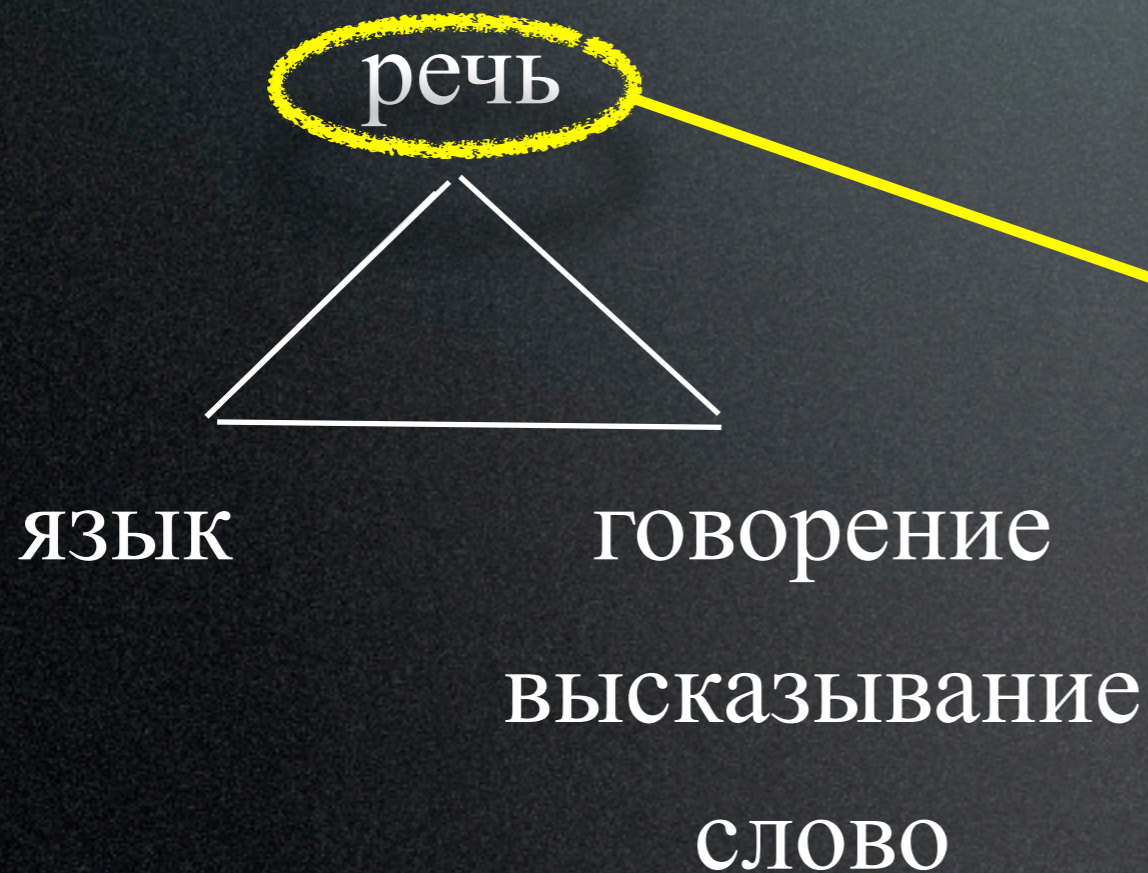 речь
язык говорение
высказывание
слово